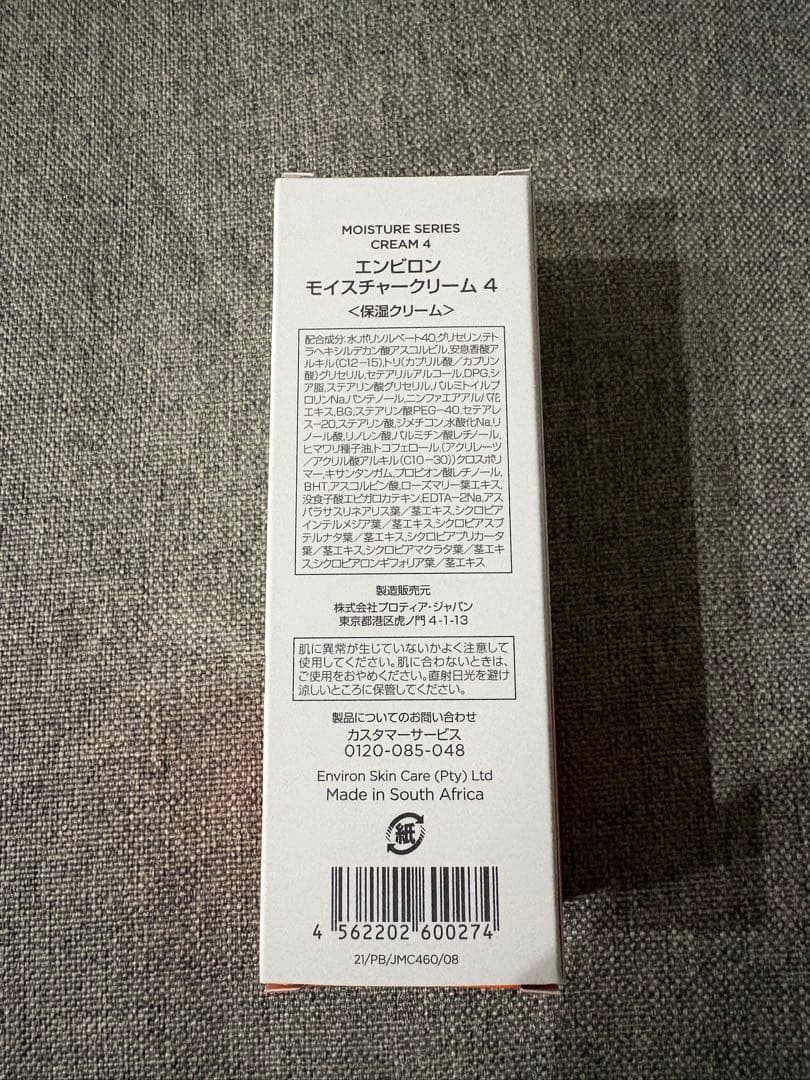 MOISTURE SERIES
CREAM 4
エンビロン
モイスチャークリーム 4
<保湿クリーム>
配合成分:水,ポリソルベート40,グリセリン,テト
ラヘキシルデカン酸アスコルビル,安息香酸ア
ルキル(C12-15),トリ(カプリル酸/カプリン
酸)グリセリル,セテアリルアルコール,DPG,シ
ア脂,ステアリン酸グリセリル,パルミトイルプ
ロリンNa,パンテノール,ニンファエアアルバ花
エキス,BG,ステアリン酸PEG-40,セテアレ
ス-20,ステアリン酸,ジメチコン,水酸化Na,リ
ノール酸,リノレン酸,パルミチン酸レチノール,
ヒマワリ種子油,トコフェロール,(アクリレーツ
/アクリル酸アルキル(C10-30))クロスポリ
マー,キサンタンガム,プロピオン酸レチノール,
BHT,アスコルビン酸,ローズマリー葉エキス,
没食子酸エピガロカテキン,EDTA-2Na,アス
パラサスリネアリス葉/茎エキス,シクロピア
インテルメジア葉/茎エキス,シクロピアスブ
テルナタ葉/茎エキス,シクロピアプリカータ
葉/茎エキス,シクロピアマクラタ葉/茎エキ
ス,シクロピアロンギフォリア葉/茎エキス
製造販売元
株式会社プロティア・ジャパン
東京都港区虎ノ門 4-1-13
肌に異常が生じていないかよく注意して
使用してください。肌に合わないときは、
ご使用をおやめください。直射日光を避け
涼しいところに保管してください。
製品についてのお問い合わせ
カスタマーサービス
0120-085-048
Environ Skin Care (Pty) Ltd
Made in South Africa
紙
4 562202 600274
21/PB/JMC460/08